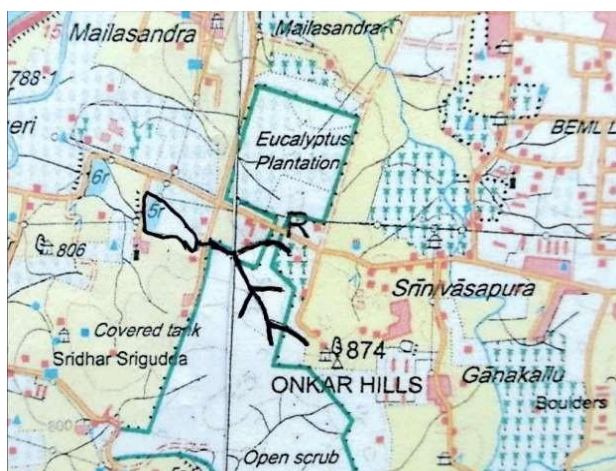 Mailasandra
Mailasandra
15
788
eri
Eucalyptus
Plantation
BEML L
6r
5r
R
806
Srīnivāsapura
Covered tank
Sridhar Srigudda
874
ONKAR HILLS
Gānakallu
Boulders
800
Open scrub